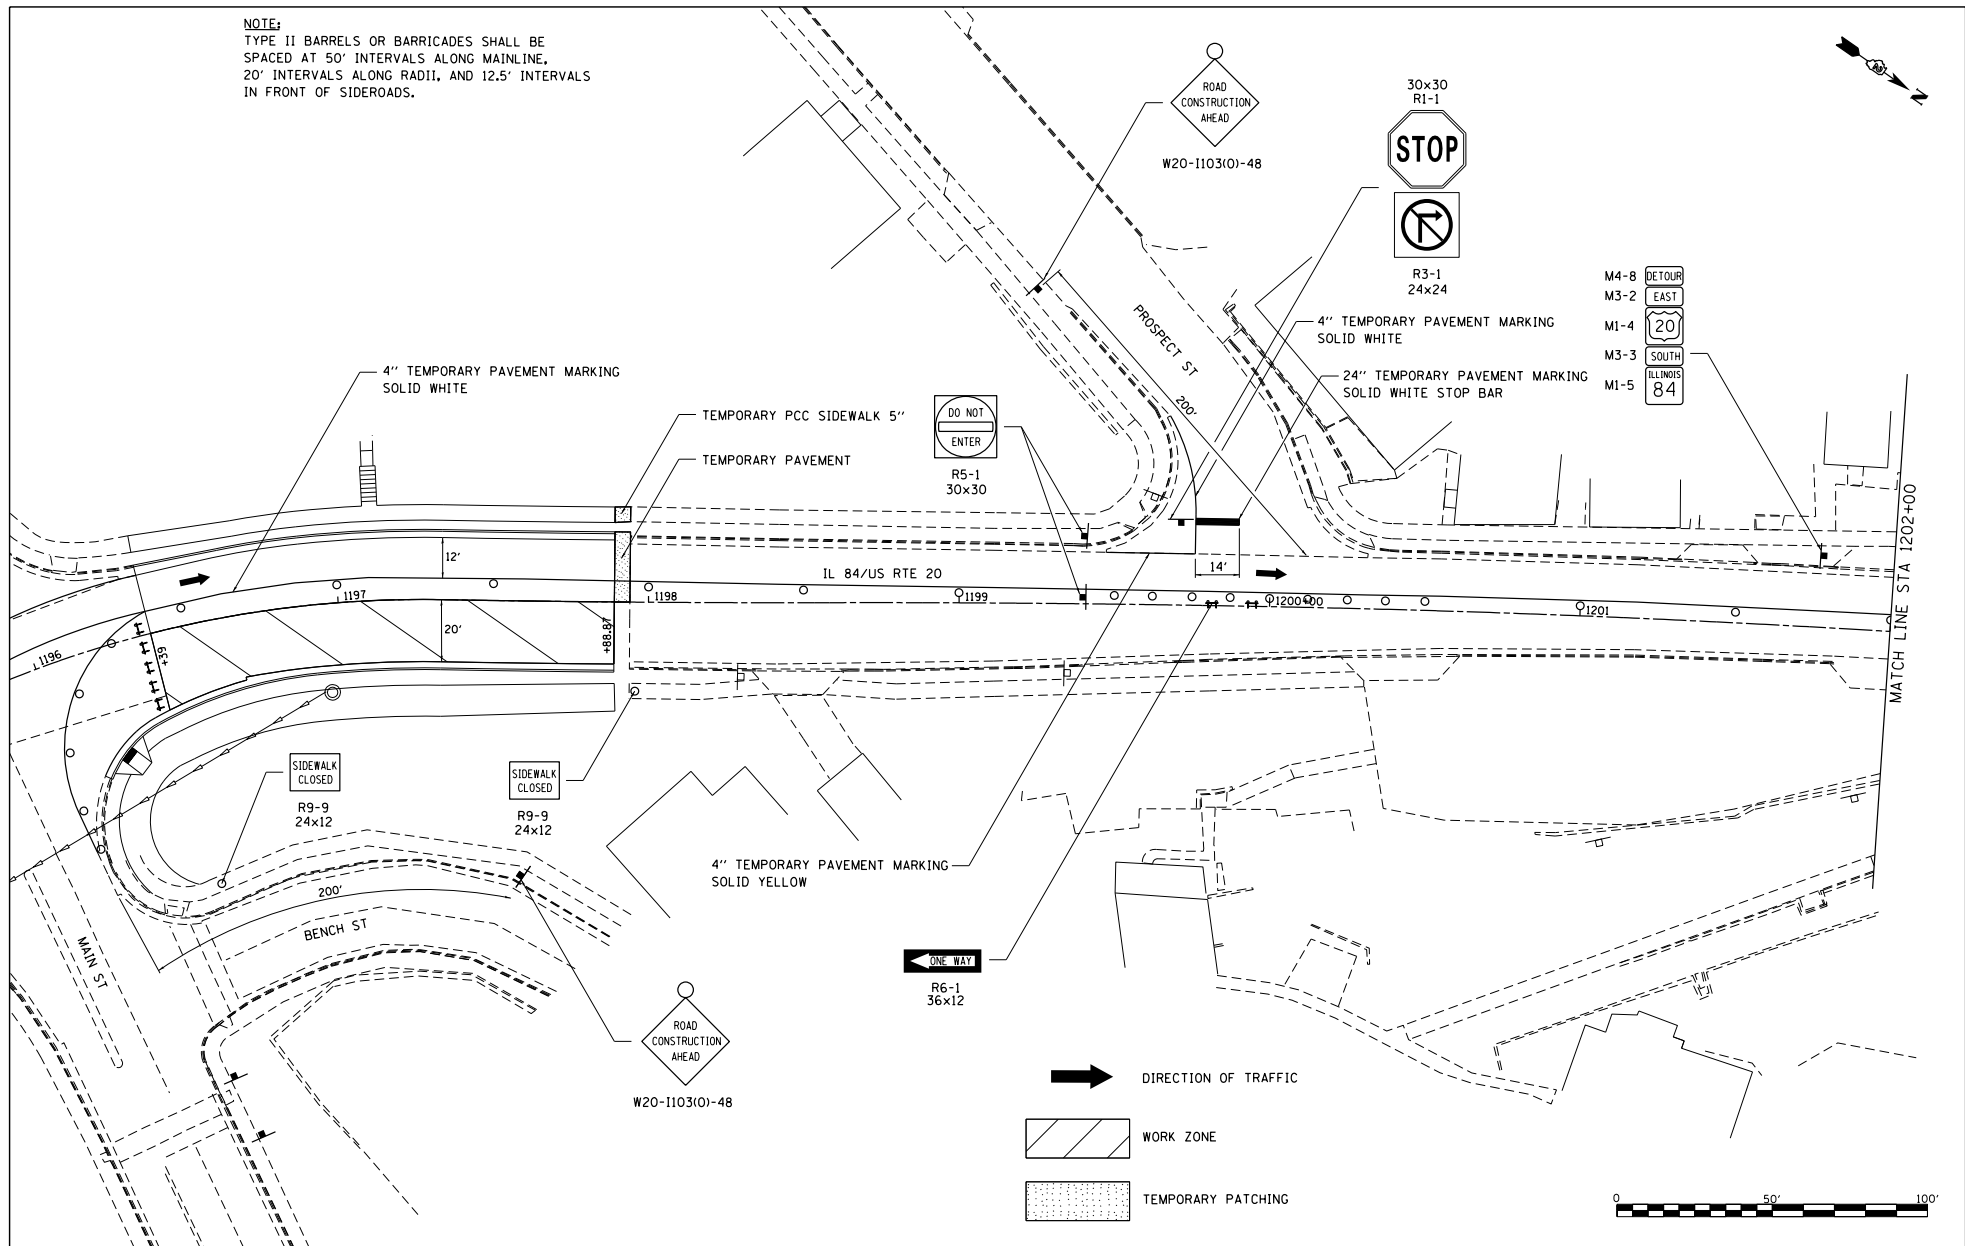 NOTE:
TYPE II BARRELS OR BARRICADES SHALL BE
SPACED AT 50' INTERVALS ALONG MAINLINE,
20' INTERVALS ALONG RADII, AND 12.5' INTERVALS
IN FRONT OF SIDEROADS.
ROAD
CONSTRUCTION
AHEAD
W20-I103(0)-48
30x30
R1-1
STOP
R3-1
24x24
N
M4-8 DETOUR
M3-2 EAST
M1-4 20
M3-3 SOUTH
M1-5 ILLINOIS
84
4'' TEMPORARY PAVEMENT MARKING
SOLID WHITE
24'' TEMPORARY PAVEMENT MARKING
SOLID WHITE STOP BAR
PROSPECT ST
200'
4'' TEMPORARY PAVEMENT MARKING
SOLID WHITE
TEMPORARY PCC SIDEWALK 5''
TEMPORARY PAVEMENT
DO NOT
ENTER
R5-1
30x30
12'
IL 84/US RTE 20
14'
1196
1197
1198
1199
1200+00
1201
MATCH LINE STA 1202+00
+39
20'
+88.87
SIDEWALK
CLOSED
R9-9
24x12
SIDEWALK
CLOSED
R9-9
24x12
4'' TEMPORARY PAVEMENT MARKING
SOLID YELLOW
200'
BENCH ST
MAIN ST
ONE WAY
R6-1
36x12
ROAD
CONSTRUCTION
AHEAD
W20-I103(0)-48
DIRECTION OF TRAFFIC
WORK ZONE
TEMPORARY PATCHING
0 50' 100'